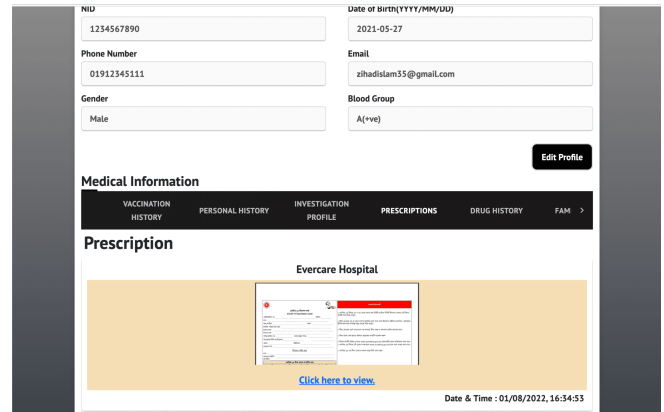 NID
Date of Birth(YYYY/MM/DD)
1234567890
2021-05-27
Phone Number
Email
01912345111
zihadislam35@gmail.com
Gender
Blood Group
Male
A(+ve)
Edit Profile
Medical Information
VACCINATION HISTORY
PERSONAL HISTORY
INVESTIGATION PROFILE
PRESCRIPTIONS
DRUG HISTORY
FAM >
Prescription
Evercare Hospital
Click here to view.
Date & Time : 01/08/2022, 16:34:53